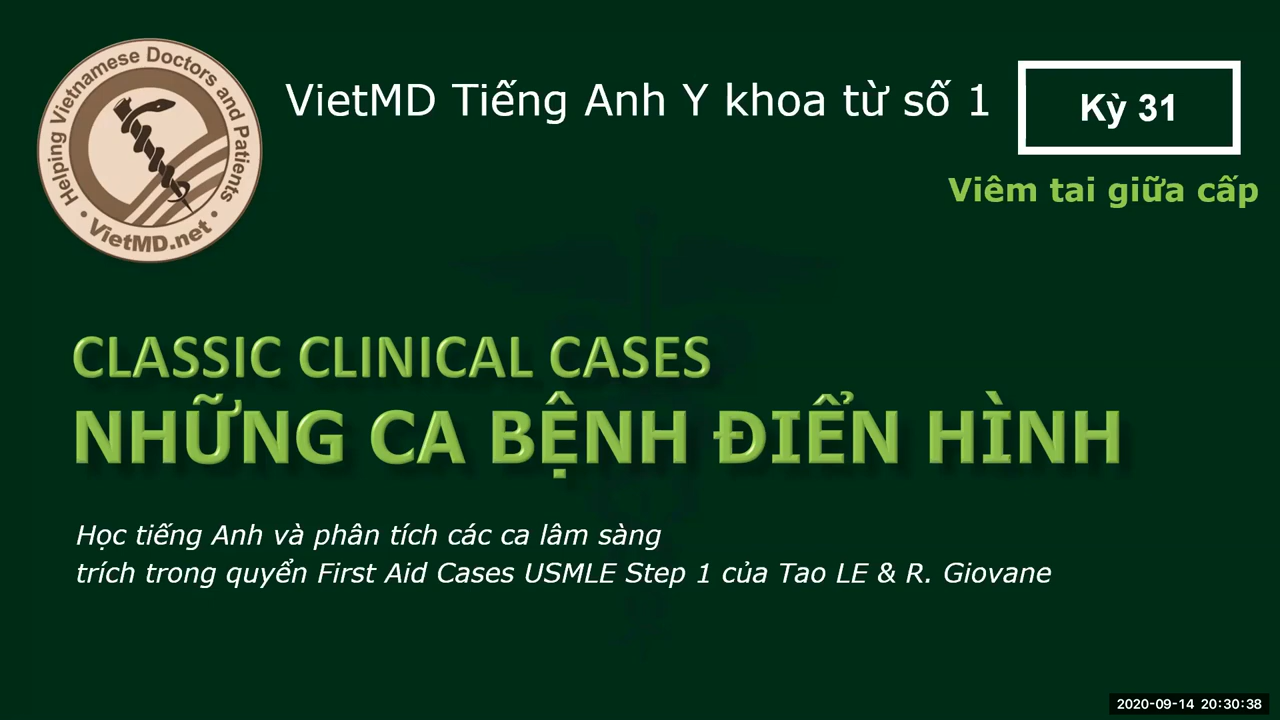 Helping Vietnamese Doctors and Patients
• VietMD.net •
VietMD Tiếng Anh Y khoa từ số 1
Kỳ 31
Viêm tai giữa cấp
CLASSIC CLINICAL CASES
NHỮNG CA BỆNH ĐIỂN HÌNH
Học tiếng Anh và phân tích các ca lâm sàng
trích trong quyển First Aid Cases USMLE Step 1 của Tao LE & R. Giovane
2020-09-14 20:30:38